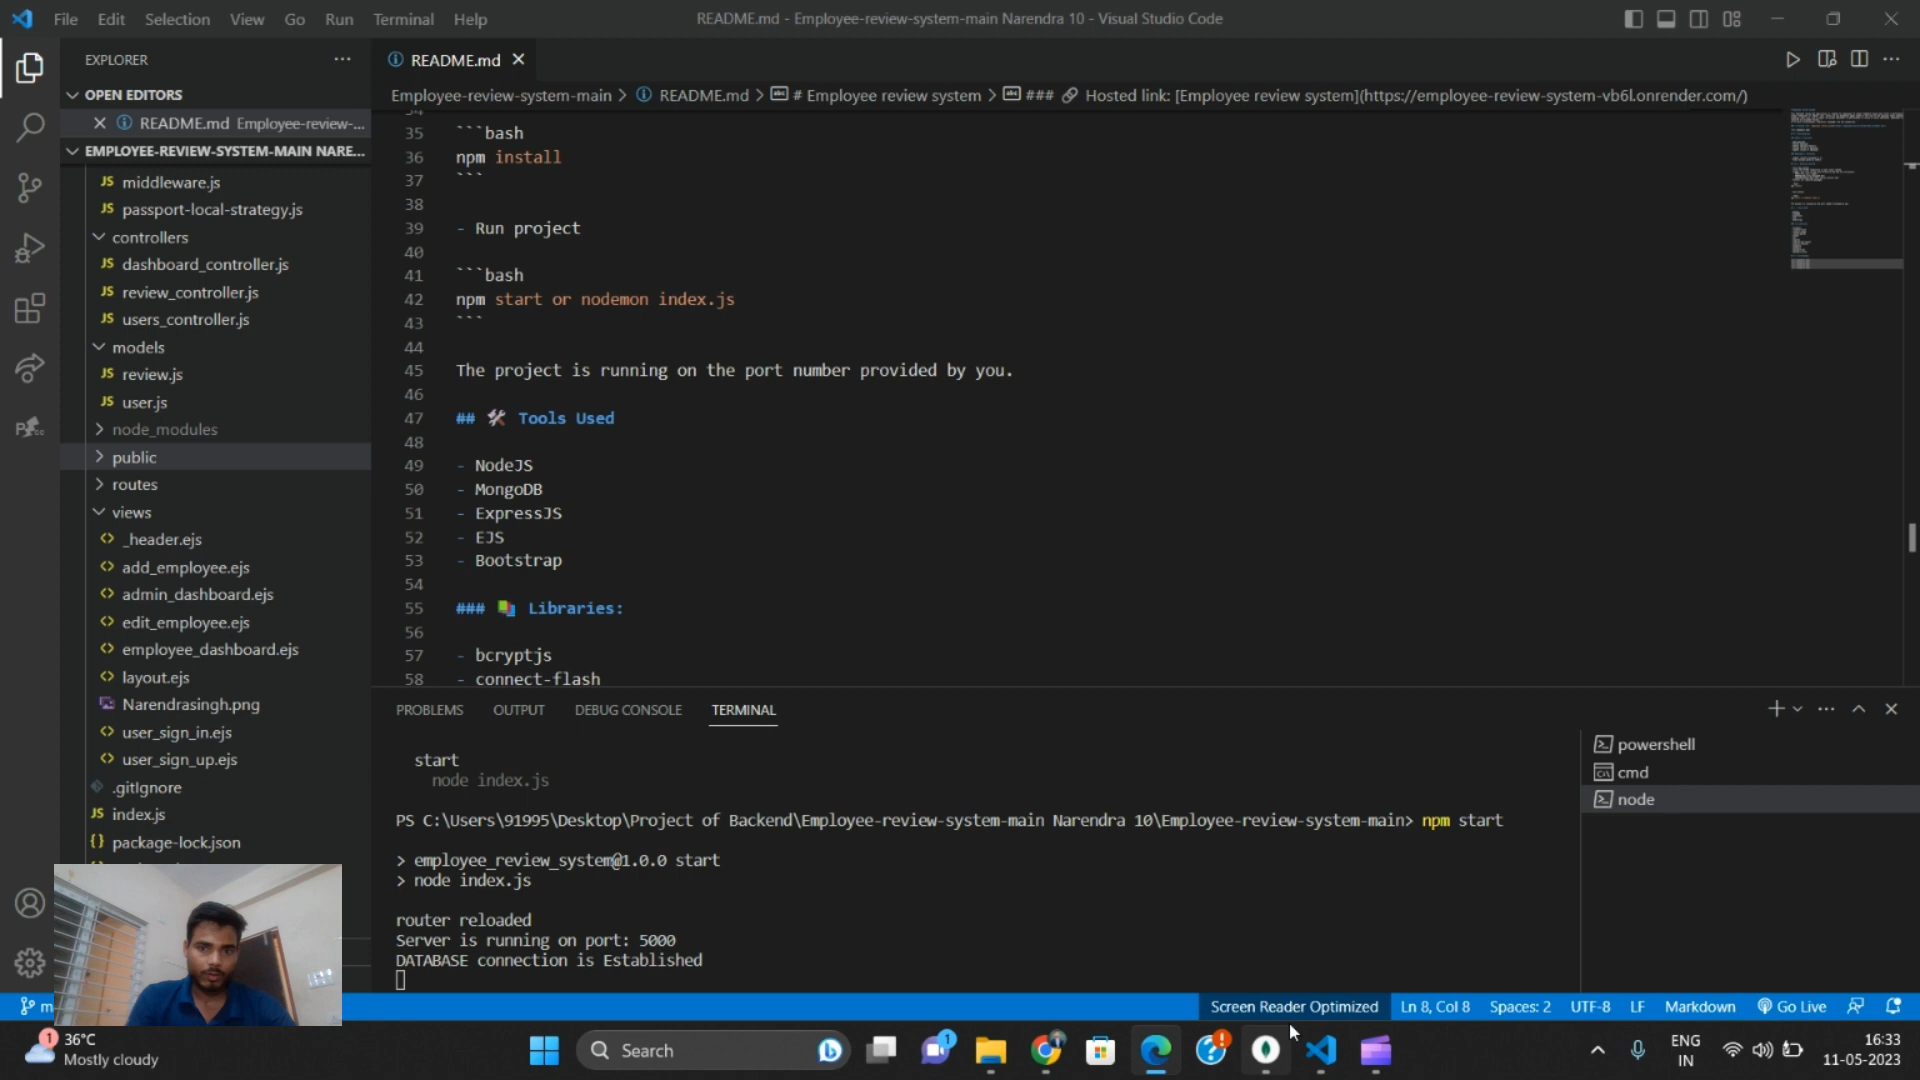 File Edit Selection View Go Run Terminal Help
README.md - Employee-review-system-main Narendra 10 - Visual Studio Code
EXPLORER
README.md
OPEN EDITORS
README.md Employee-review-...
EMPLOYEE-REVIEW-SYSTEM-MAIN NARE...
middleware.js
passport-local-strategy.js
controllers
dashboard_controller.js
review_controller.js
users_controller.js
models
review.js
user.js
node_modules
public
routes
views
_header.ejs
add_employee.ejs
admin_dashboard.ejs
edit_employee.ejs
employee_dashboard.ejs
layout.ejs
Narendrasingh.png
user_sign_in.ejs
user_sign_up.ejs
.gitIgnore
index.js
package-lock.json
Employee-review-system-main > README.md > # Employee review system > ### 🔗 Hosted link: [Employee review system](https://employee-review-system-vb6l.onrender.com/)
35 ```bash
36 npm install
37 ```
38
39 - Run project
40
41 ```bash
42 npm start or nodemon index.js
43 ```
44
45 The project is running on the port number provided by you.
46
47 ## 🛠 Tools Used
48
49 - NodeJS
50 - MongoDB
51 - ExpressJS
52 - EJS
53 - Bootstrap
54
55 ### 📚 Libraries:
56
57 - bcryptjs
58 - connect-flash
PROBLEMS OUTPUT DEBUG CONSOLE TERMINAL
start
node index.js
PS C:\Users\91995\Desktop\Project of Backend\Employee-review-system-main Narendra 10\Employee-review-system-main> npm start
> employee_review_system@1.0.0 start
> node index.js
router reloaded
Server is running on port: 5000
DATABASE connection is Established
powershell
cmd
node
Screen Reader Optimized Ln 8, Col 8 Spaces: 2 UTF-8 LF Markdown Go Live
1
36°C
Mostly cloudy
Search
1
ENG
IN
16:33
11-05-2023